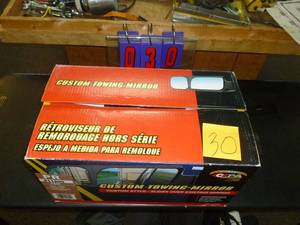 030
CUSTOM TOWING MIRROR
RÉTROVISEUR DE
REMORQUAGE HORS SÉRIE
ESPEJO A MEDIDA PARA REMOLQUE
30
CUSTOM TOWING MIRROR